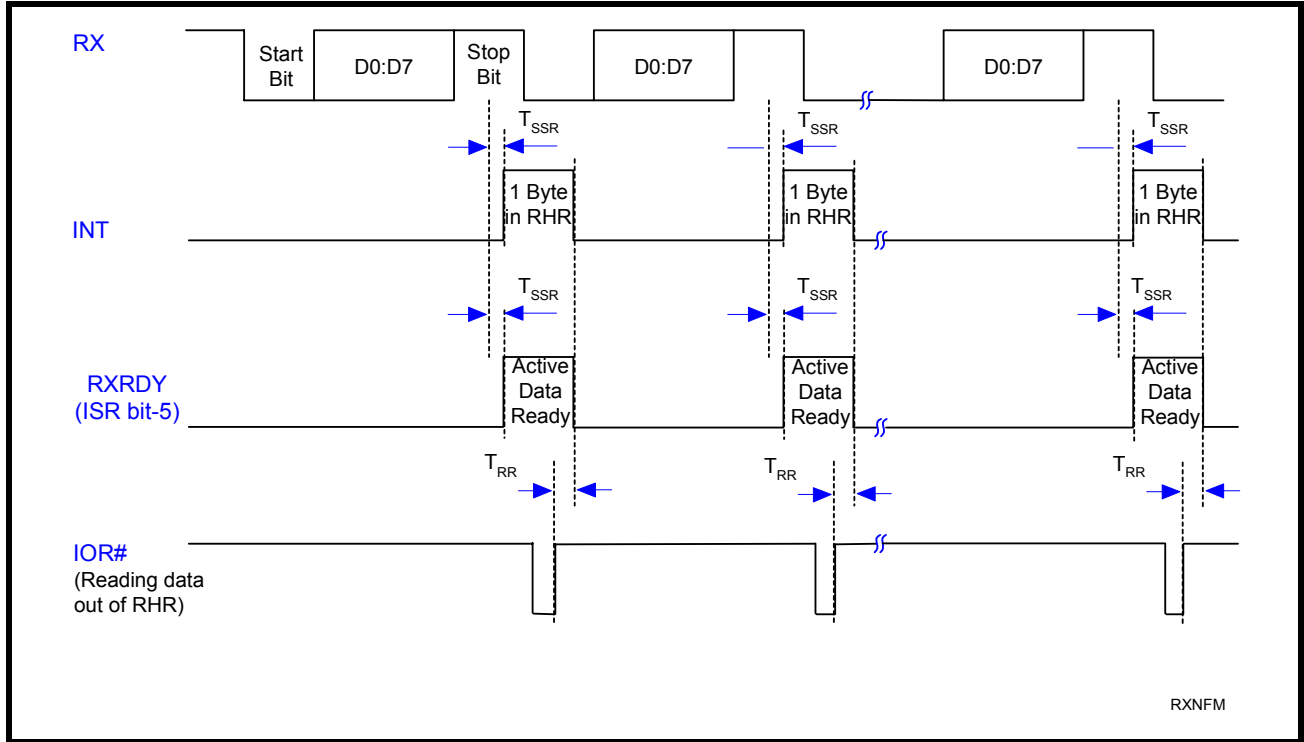 RX
Start
Bit
D0:D7
Stop
Bit
D0:D7
D0:D7
TSSR
TSSR
TSSR
INT
1 Byte
in RHR
1 Byte
in RHR
1 Byte
in RHR
TSSR
TSSR
TSSR
RXRDY
(ISR bit-5)
Active
Data
Ready
Active
Data
Ready
Active
Data
Ready
TRR
TRR
TRR
IOR#
(Reading data
out of RHR)
RXNFM